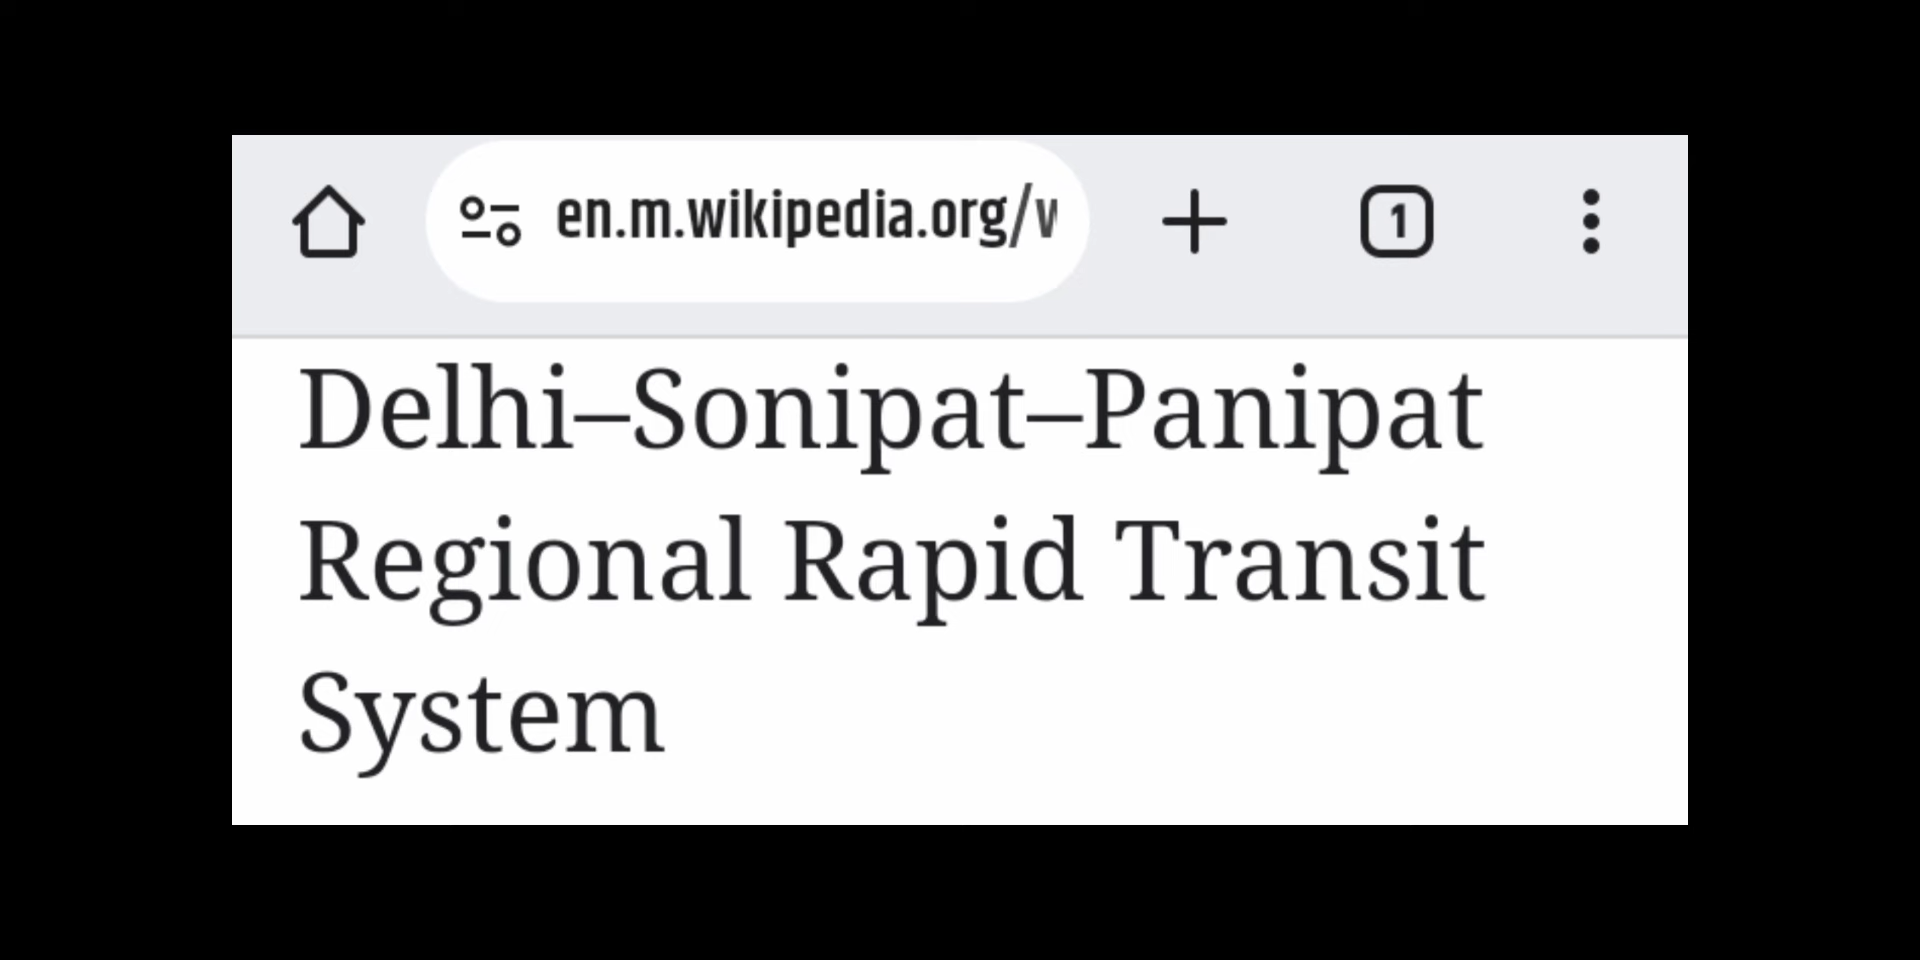 en.m.wikipedia.org/w
1
Delhi–Sonipat–Panipat
Regional Rapid Transit
System